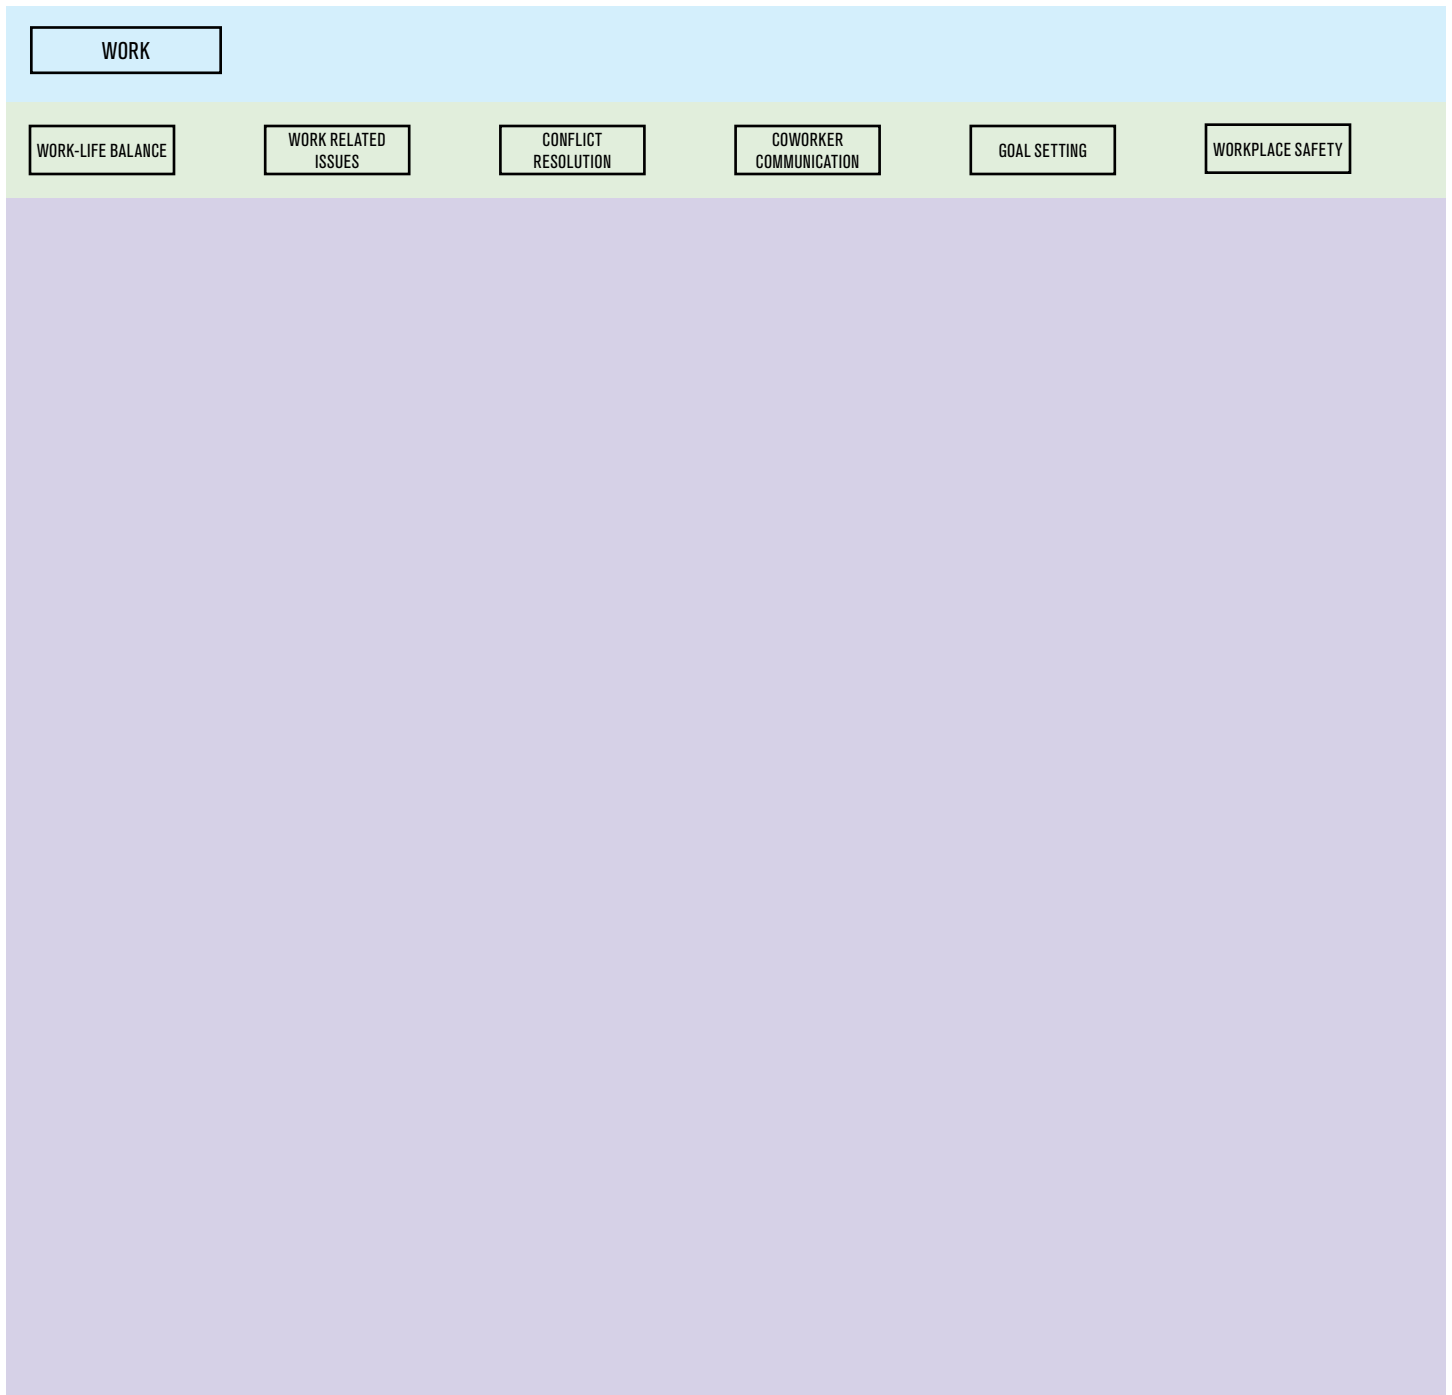 WORK
WORK-LIFE BALANCE
WORK RELATED
ISSUES
CONFLICT
RESOLUTION
COWORKER
COMMUNICATION
GOAL SETTING
WORKPLACE SAFETY